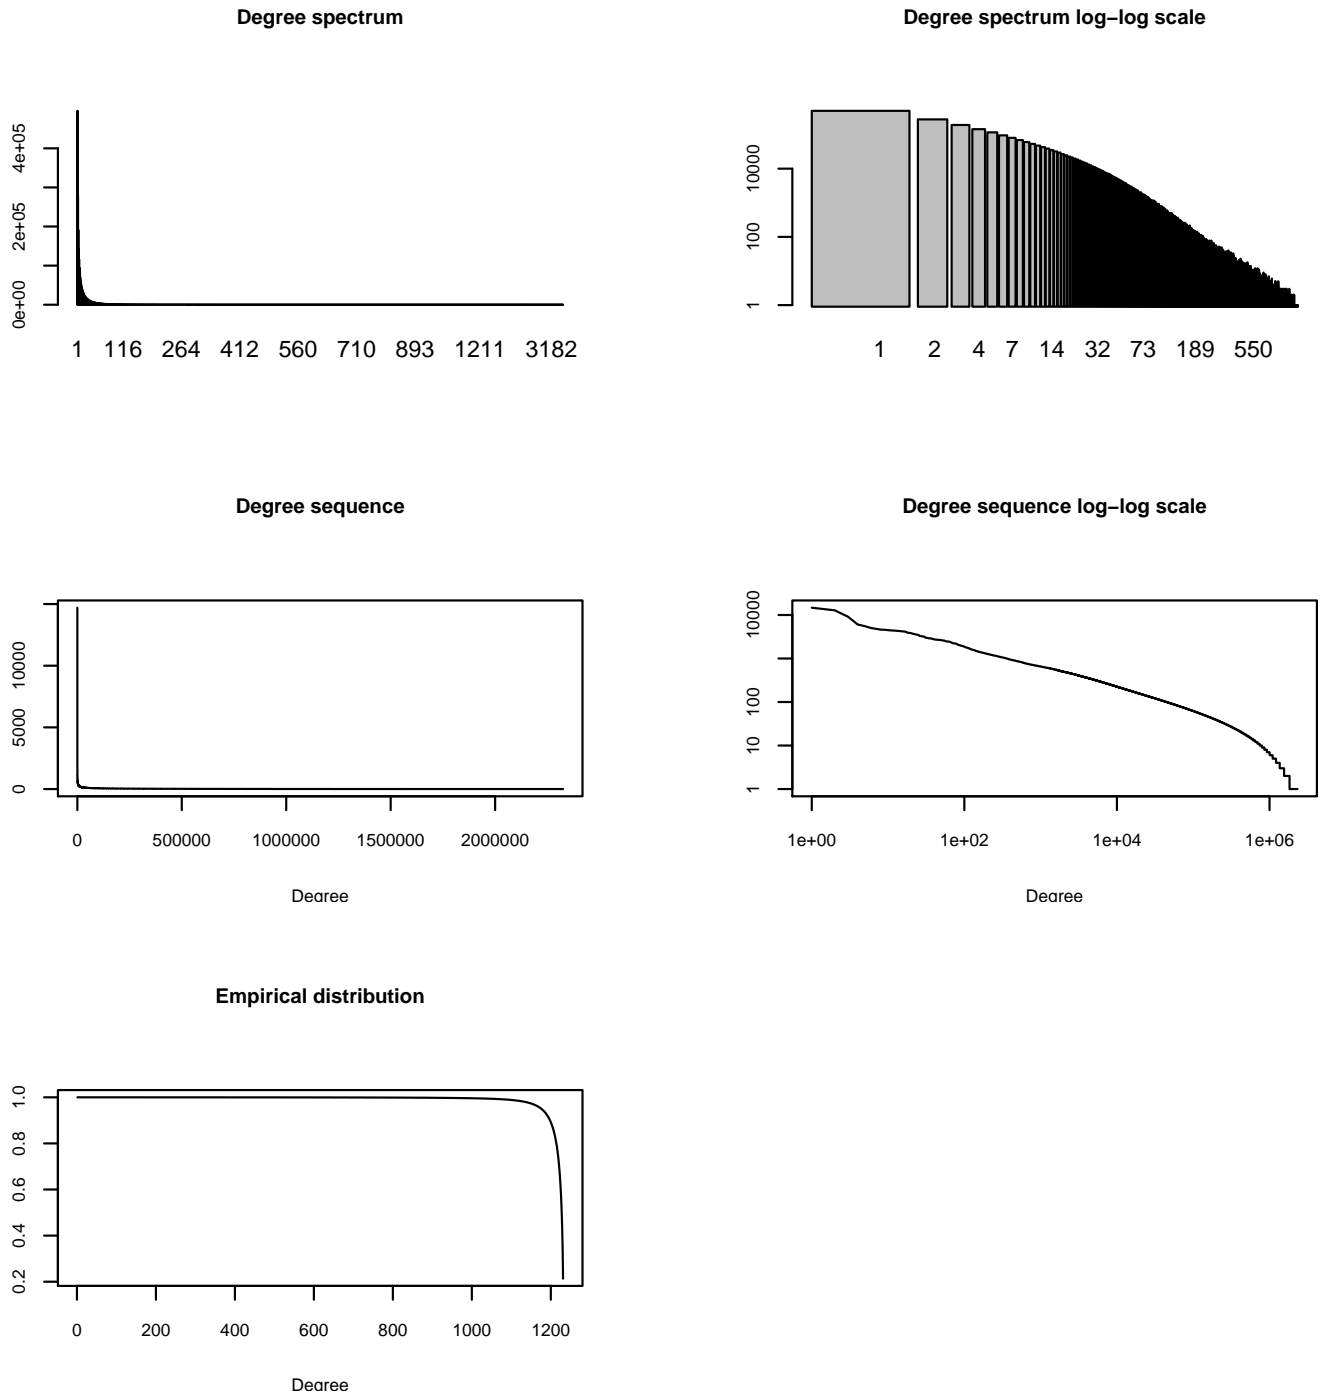 Degree spectrum
0e+00 2e+05 4e+05
1 116 264 412 560 710 893 1211 3182
Degree spectrum log−log scale
1 100 10000
1 2 4 7 14 32 73 189 550
Degree sequence
0 5000 10000
0 500000 1000000 1500000 2000000
Degree
Degree sequence log−log scale
1 10 100 10000
1e+00 1e+02 1e+04 1e+06
Degree
Empirical distribution
0.2 0.4 0.6 0.8 1.0
0 200 400 600 800 1000 1200
Degree